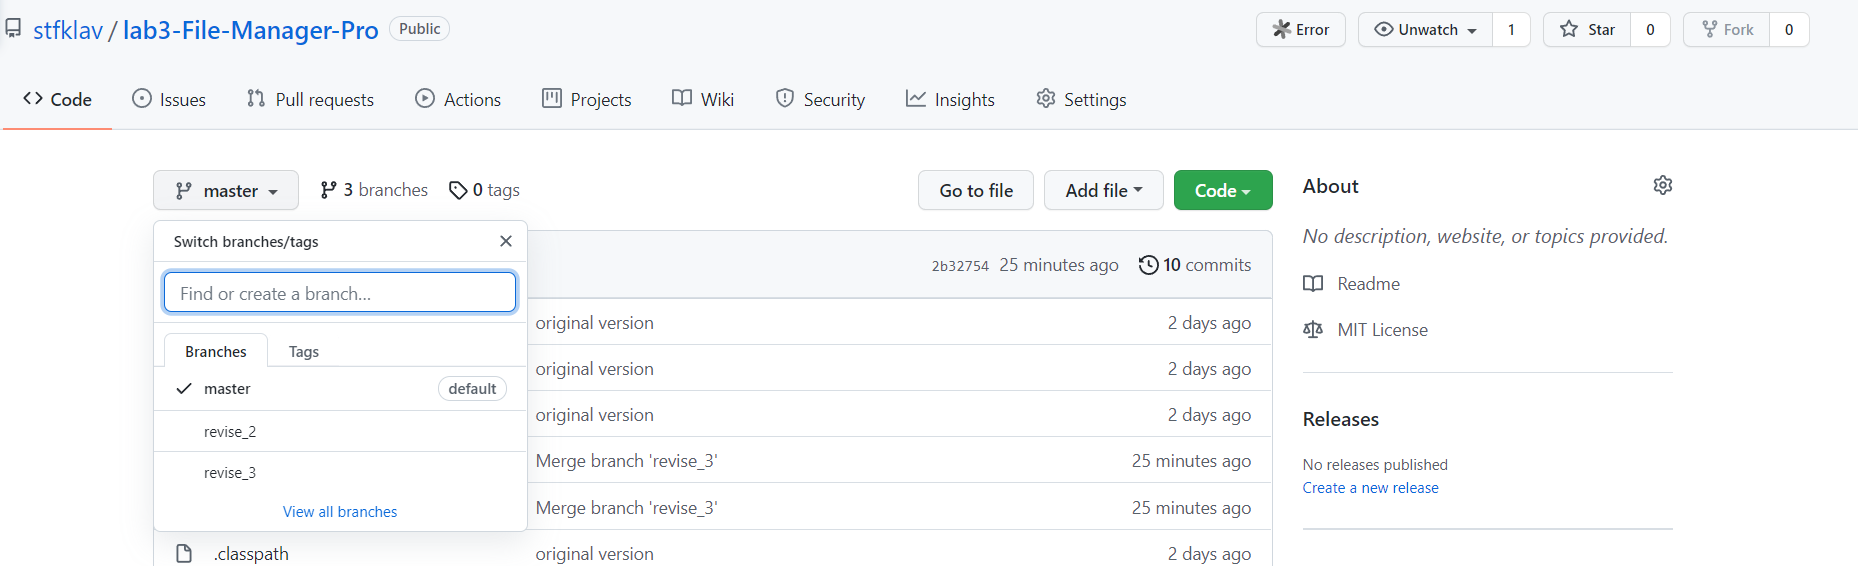 stfklav / lab3-File-Manager-Pro Public Error Unwatch 1 Star 0 Fork 0
Code Issues Pull requests Actions Projects Wiki Security Insights Settings
master 3 branches 0 tags Go to file Add file Code
Switch branches/tags
Find or create a branch...
Branches Tags
master default
revise_2
revise_3
View all branches
2b32754 25 minutes ago 10 commits
original version 2 days ago
original version 2 days ago
original version 2 days ago
Merge branch 'revise_3' 25 minutes ago
Merge branch 'revise_3' 25 minutes ago
.classpath original version 2 days ago
About
No description, website, or topics provided.
Readme
MIT License
Releases
No releases published
Create a new release